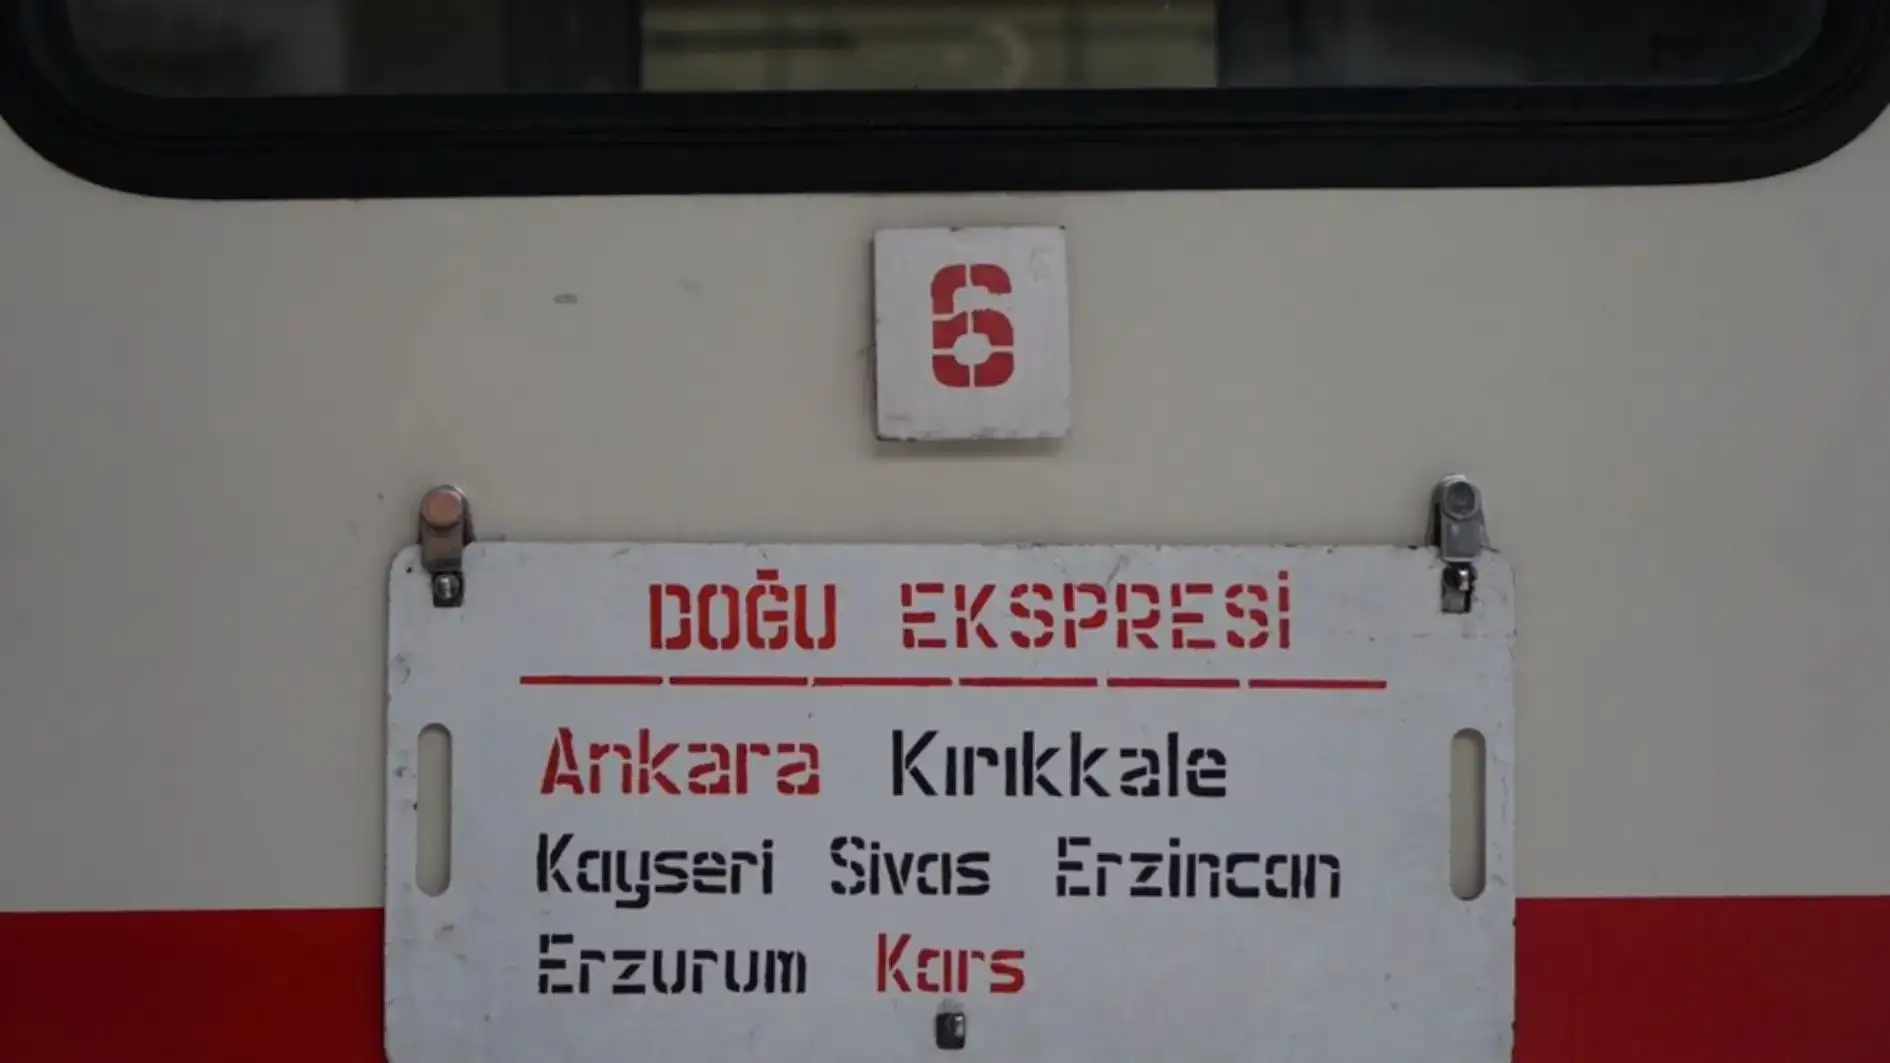 6
DOĞU EKSPRESİ
Ankara Kırıkkale
Kayseri Sivas Erzincan
Erzurum Kars